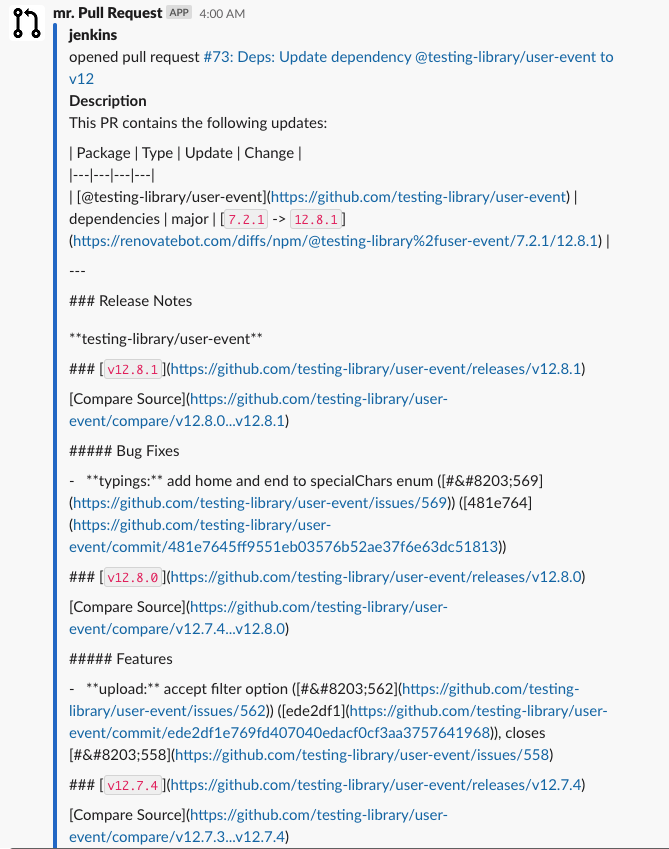 mr. Pull Request APP 4:00 AM
jenkins
opened pull request #73: Deps: Update dependency @testing-library/user-event to
v12
Description
This PR contains the following updates:
| Package | Type | Update | Change |
|---|---|---|---|
| [@testing-library/user-event](https://github.com/testing-library/user-event) |
dependencies | major | [ 7.2.1 -> 12.8.1 ]
(https://renovatebot.com/diffs/npm/@testing-library%2fuser-event/7.2.1/12.8.1) |
---
### Release Notes
**testing-library/user-event**
### [ v12.8.1 ](https://github.com/testing-library/user-event/releases/v12.8.1)
[Compare Source](https://github.com/testing-library/user-
event/compare/v12.8.0...v12.8.1)
##### Bug Fixes
- **typings:** add home and end to specialChars enum ([#&#8203;569]
(https://github.com/testing-library/user-event/issues/569)) ([481e764]
(https://github.com/testing-library/user-
event/commit/481e7645ff9551eb03576b52ae37f6e63dc51813))
### [ v12.8.0 ](https://github.com/testing-library/user-event/releases/v12.8.0)
[Compare Source](https://github.com/testing-library/user-
event/compare/v12.7.4...v12.8.0)
##### Features
- **upload:** accept filter option ([#&#8203;562](https://github.com/testing-
library/user-event/issues/562)) ([ede2df1](https://github.com/testing-library/user-
event/commit/ede2df1e769fd407040edacf0cf3aa3757641968)), closes
[#&#8203;558](https://github.com/testing-library/user-event/issues/558)
### [ v12.7.4 ](https://github.com/testing-library/user-event/releases/v12.7.4)
[Compare Source](https://github.com/testing-library/user-
event/compare/v12.7.3...v12.7.4)